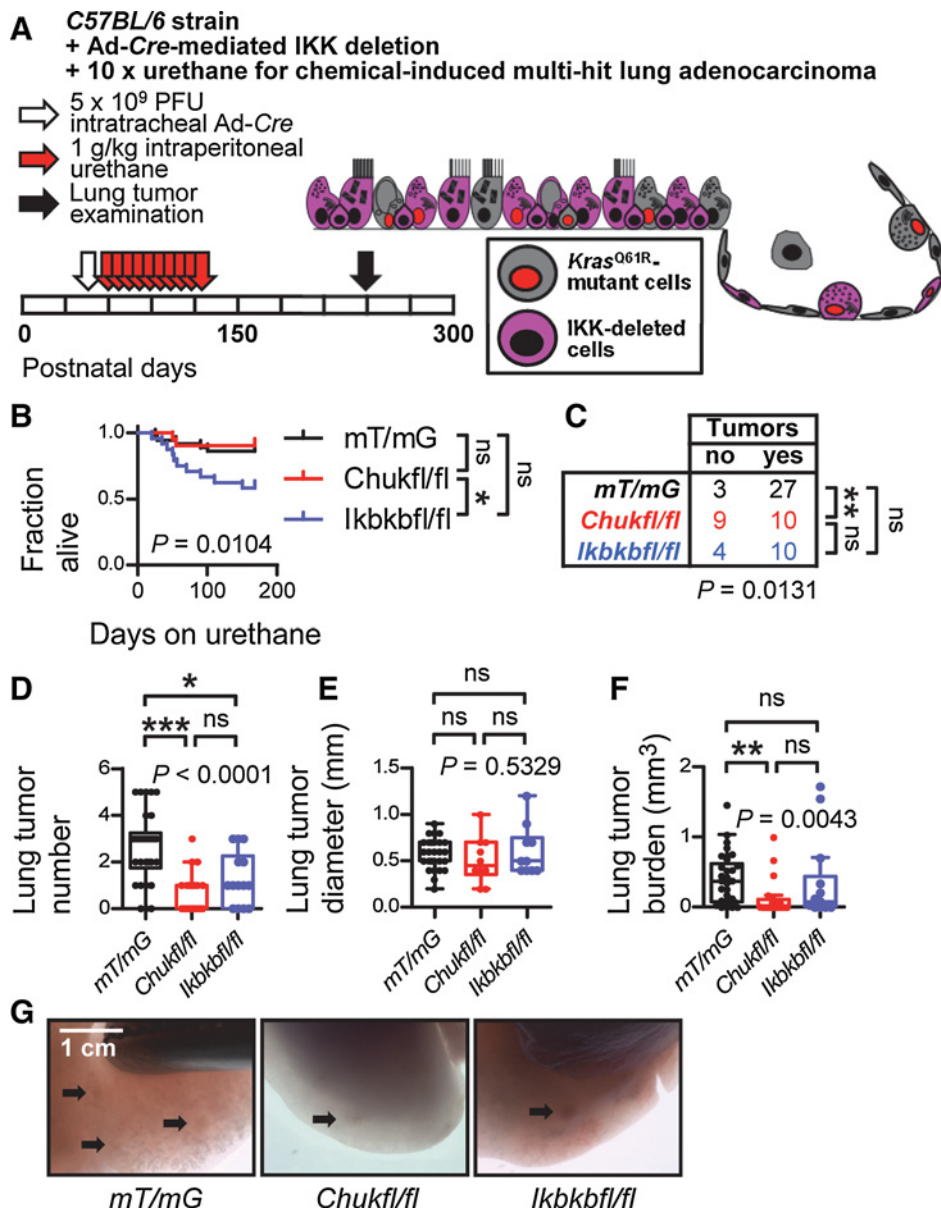 A
C57BL/6 strain
+ Ad-Cre-mediated IKK deletion
+ 10 x urethane for chemical-induced multi-hit lung adenocarcinoma
5 x 10⁹ PFU
intratracheal Ad-Cre
1 g/kg intraperitoneal
urethane
Lung tumor
examination
0 150 300
Postnatal days
KrasQ61R-
mutant cells
IKK-deleted
cells
B
Fraction
alive
1.0
0.5
0.0
0 100 200
Days on urethane
P = 0.0104
mT/mG
Chukfl/fl
Ikbkbfl/fl
ns
*
ns
C
Tumors
no yes
mT/mG 3 27
Chukfl/fl 9 10
Ikbkbfl/fl 4 10
**
ns
ns
P = 0.0131
D
Lung tumor
number
6
4
2
0
*
***
ns
P < 0.0001
mT/mG
Chukfl/fl
Ikbkbfl/fl
E
Lung tumor
diameter (mm)
1.5
1.0
0.5
0.0
ns
ns
ns
P = 0.5329
mT/mG
Chukfl/fl
Ikbkbfl/fl
F
Lung tumor
burden (mm³)
2
1
0
ns
**
ns
P = 0.0043
mT/mG
Chukfl/fl
Ikbkbfl/fl
G
1 cm
mT/mG
Chukfl/fl
Ikbkbfl/fl